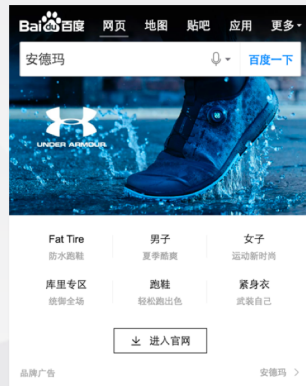 Bai du 百度 网页 地图 贴吧 应用 更多
安德玛 百度一下
UNDER ARMOUR
Fat Tire 男子 女子
防水跑鞋 夏季酷爽 运动新时尚
库里专区 跑鞋 紧身衣
统御全场 轻松跑出色 武装自己
进入官网
品牌广告 安德玛 >